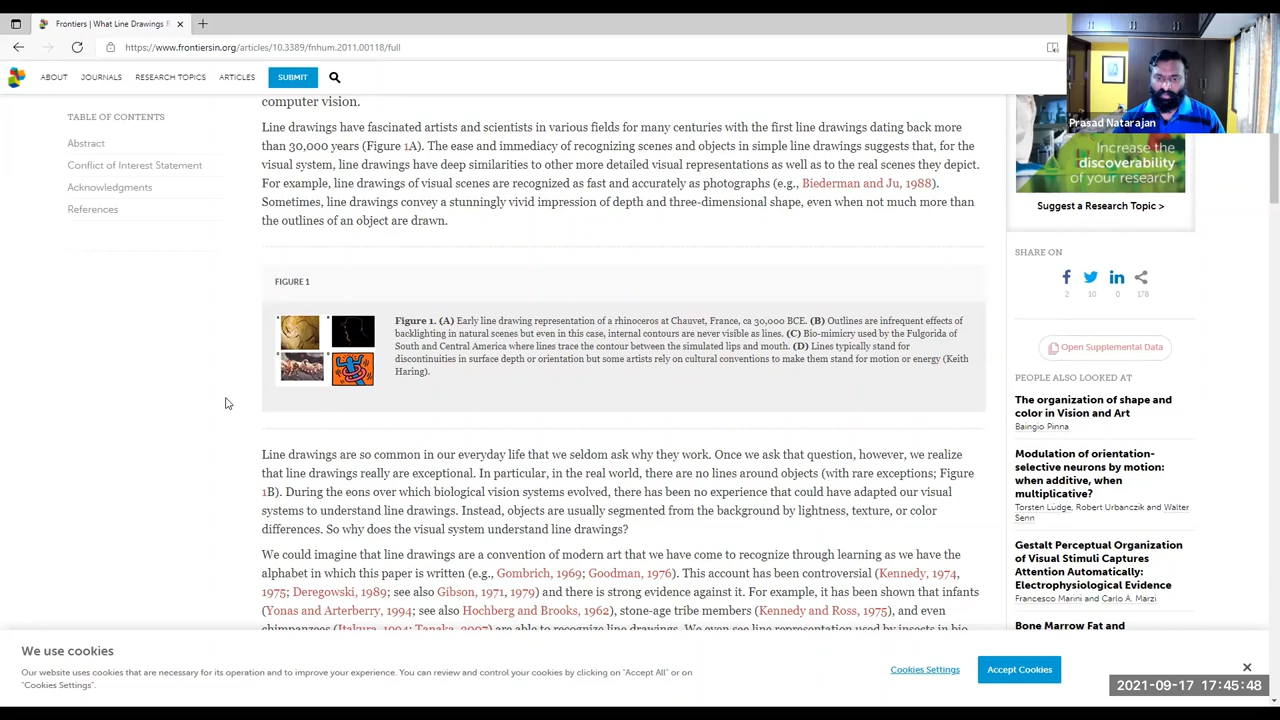 Frontiers | What Line Drawings R
https://www.frontiersin.org/articles/10.3389/fnhum.2011.00118/full
ABOUT JOURNALS RESEARCH TOPICS ARTICLES SUBMIT
Prasad Natarajan
TABLE OF CONTENTS
Abstract
Conflict of Interest Statement
Acknowledgments
References
computer vision.
Line drawings have fascinated artists and scientists in various fields for many centuries with the first line drawings dating back more
than 30,000 years (Figure 1A). The ease and immediacy of recognizing scenes and objects in simple line drawings suggests that, for the
visual system, line drawings have deep similarities to other more detailed visual representations as well as to the real scenes they depict.
For example, line drawings of visual scenes are recognized as fast and accurately as photographs (e.g., Biederman and Ju, 1988).
Sometimes, line drawings convey a stunningly vivid impression of depth and three-dimensional shape, even when not much more than
the outlines of an object are drawn.
FIGURE 1
Figure 1. (A) Early line drawing representation of a rhinoceros at Chauvet, France, ca 30,000 BCE. (B) Outlines are infrequent effects of
backlighting in natural scenes but even in this case, internal contours are never visible as lines. (C) Bio-mimicry used by the Fulgorida of
South and Central America where lines trace the contour between the simulated lips and mouth. (D) Lines typically stand for
discontinuities in surface depth or orientation but some artists rely on cultural conventions to make them stand for motion or energy (Keith
Haring).
Line drawings are so common in our everyday life that we seldom ask why they work. Once we ask that question, however, we realize
that line drawings really are exceptional. In particular, in the real world, there are no lines around objects (with rare exceptions; Figure
1B). During the eons over which biological vision systems evolved, there has been no experience that could have adapted our visual
systems to understand line drawings. Instead, objects are usually segmented from the background by lightness, texture, or color
differences. So why does the visual system understand line drawings?
We could imagine that line drawings are a convention of modern art that we have come to recognize through learning as we have the
alphabet in which this paper is written (e.g., Gombrich, 1969; Goodman, 1976). This account has been controversial (Kennedy, 1974,
1975; Deregowski, 1989; see also Gibson, 1971, 1979) and there is strong evidence against it. For example, it has been shown that infants
(Yonas and Arterberry, 1994; see also Hochberg and Brooks, 1962), stone-age tribe members (Kennedy and Ross, 1975), and even
chimpanzees (Itakura, 1994; Tanaka, 2007) are able to recognize line drawings. We even see line representation used by insects in bio
Increase the
discoverability
of your research
Suggest a Research Topic >
SHARE ON
2 10 0 178
Open Supplemental Data
PEOPLE ALSO LOOKED AT
The organization of shape and
color in Vision and Art
Baingio Pinna
Modulation of orientation-
selective neurons by motion:
when additive, when
multiplicative?
Torsten Lüdge, Robert Urbanczik and Walter
Senn
Gestalt Perceptual Organization
of Visual Stimuli Captures
Attention Automatically:
Electrophysiological Evidence
Francesco Marini and Carlo A. Marzi
Bone Marrow Fat and
We use cookies
Our website uses cookies that are necessary for its operation and to improve your experience. You can review and control your cookies by clicking on "Accept All" or on
"Cookies Settings".
Cookies Settings
Accept Cookies
2021-09-17 17:45:48